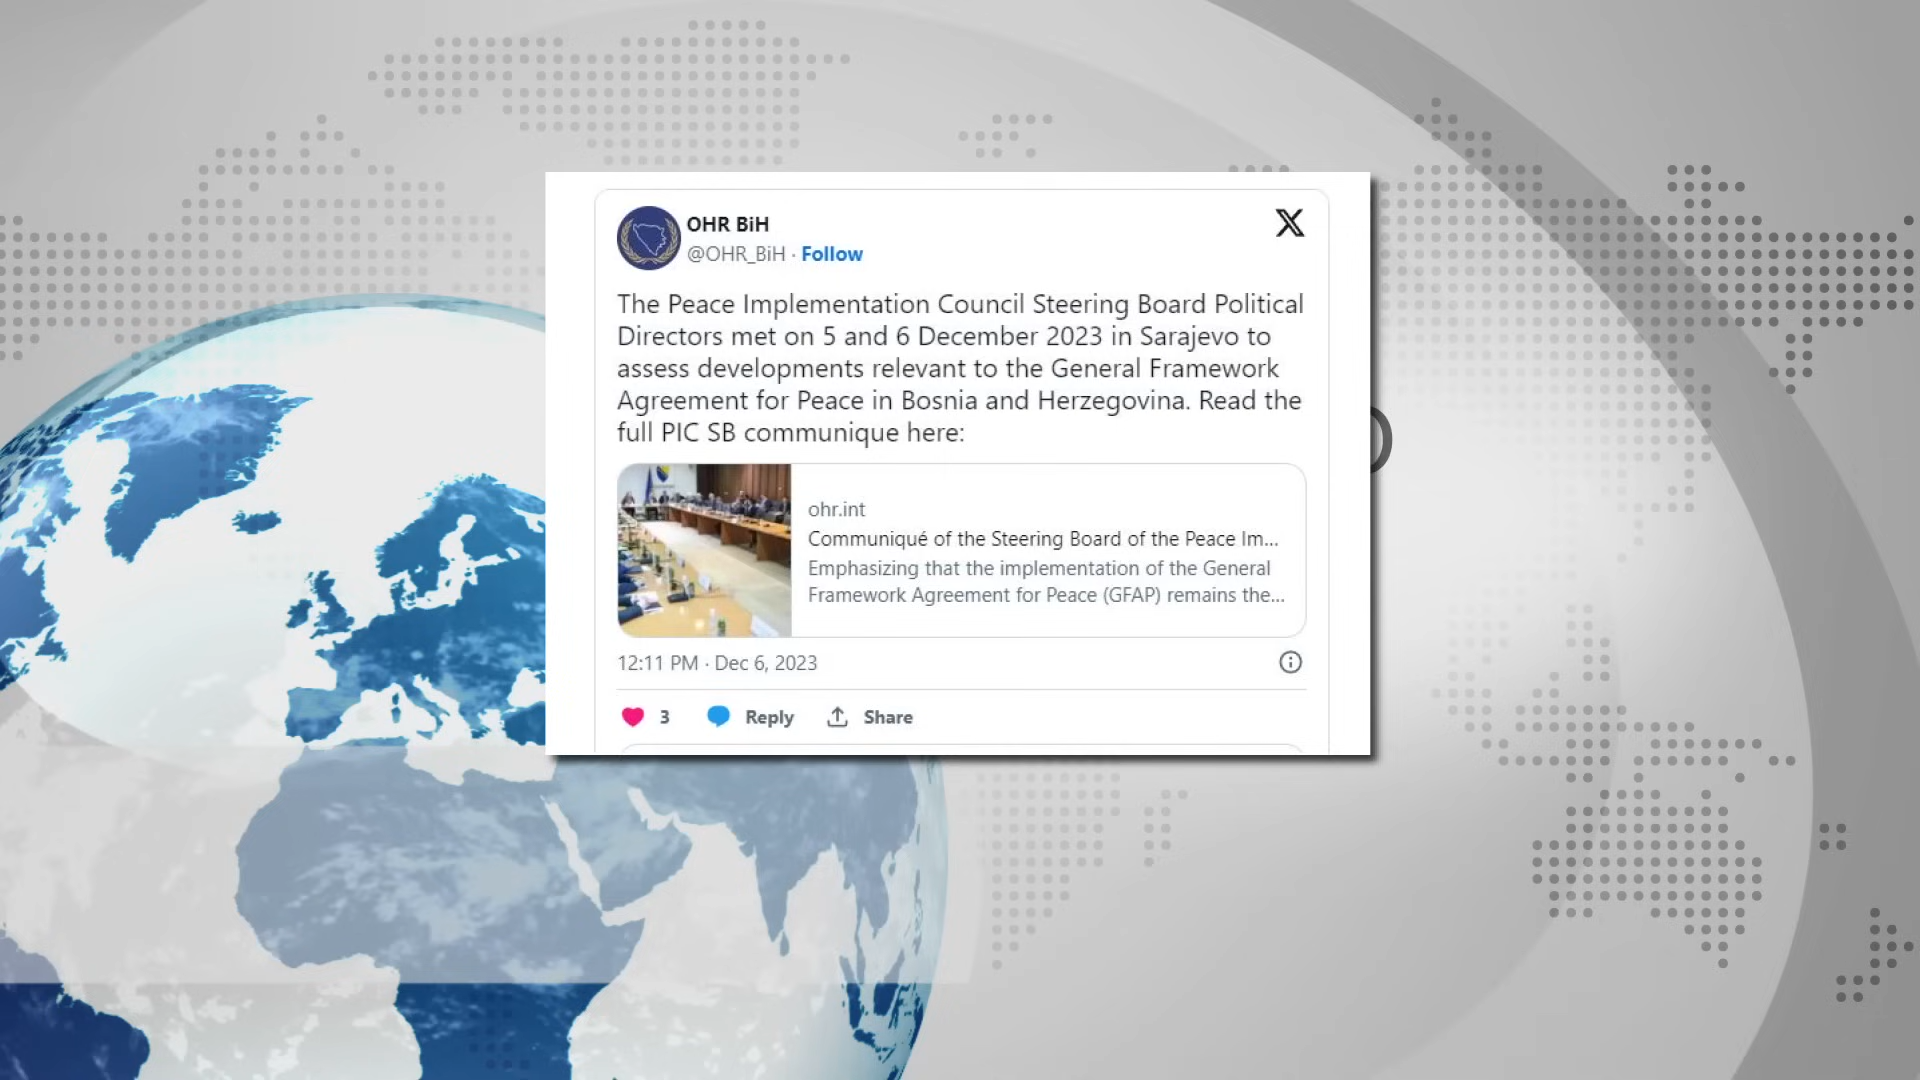 OHR BiH
@OHR_BiH · Follow
The Peace Implementation Council Steering Board Political
Directors met on 5 and 6 December 2023 in Sarajevo to
assess developments relevant to the General Framework
Agreement for Peace in Bosnia and Herzegovina. Read the
full PIC SB communique here:
ohr.int
Communiqué of the Steering Board of the Peace Im...
Emphasizing that the implementation of the General
Framework Agreement for Peace (GFAP) remains the...
12:11 PM · Dec 6, 2023
3 Reply Share